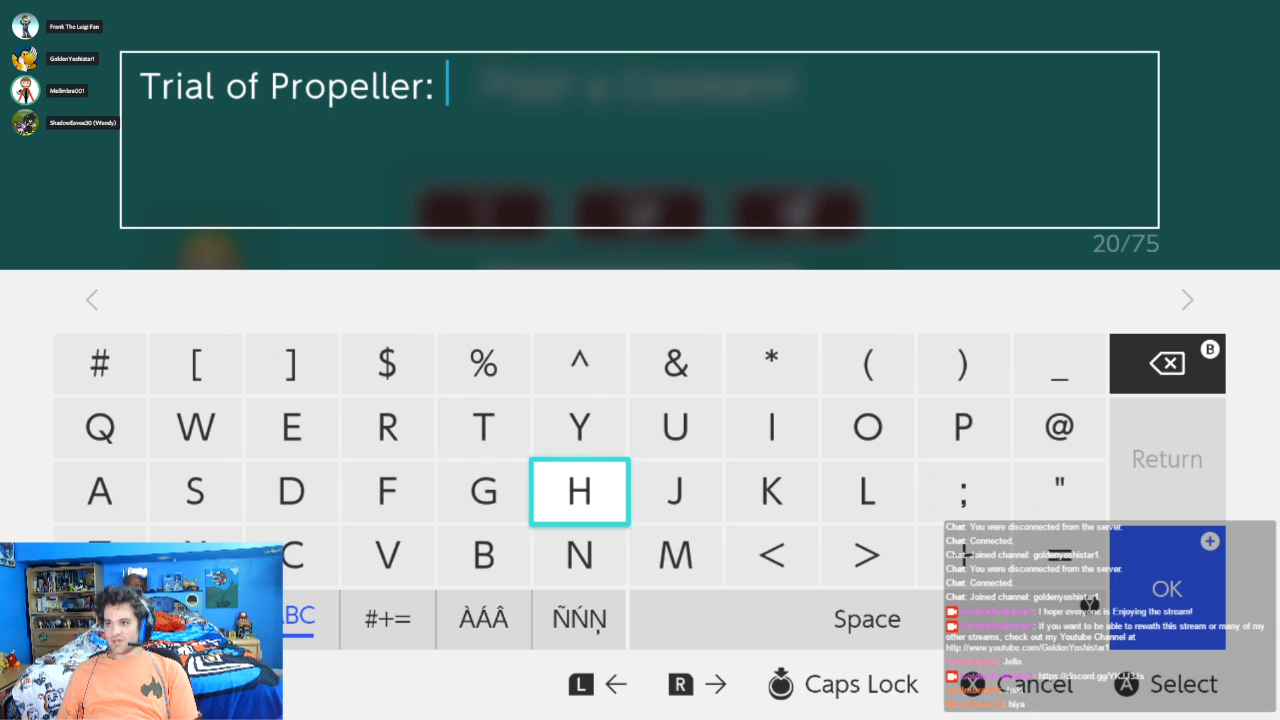 Frank The Luigi Fan
GoldenYoshistar1
Mellmbra001
ShadowEevee30 (Wendy)
Trial of Propeller:
20/75
# [ ] $ % ^ & * ( ) _ B
Q W E R T Y U I O P @
Return
A S D F G H J K L ; "
C V B N M < >
OK
#+= ÀÁÂ ÑŃŅ Space
L ← R → Caps Lock X Cancel A Select
Chat: You were disconnected from the server.
Chat: Connected.
Chat: Joined channel: goldenyoshistar1.
Chat: You were disconnected from the server.
Chat: Connected.
Chat: Joined channel: goldenyoshistar1.
I hope everyone is Enjoying the stream!
If you want to be able to rewath this stream or many of my
other streams, check out my Youtube Channel at
http://www.youtube.com/GoldenYoshistar1
Jollo
hiya